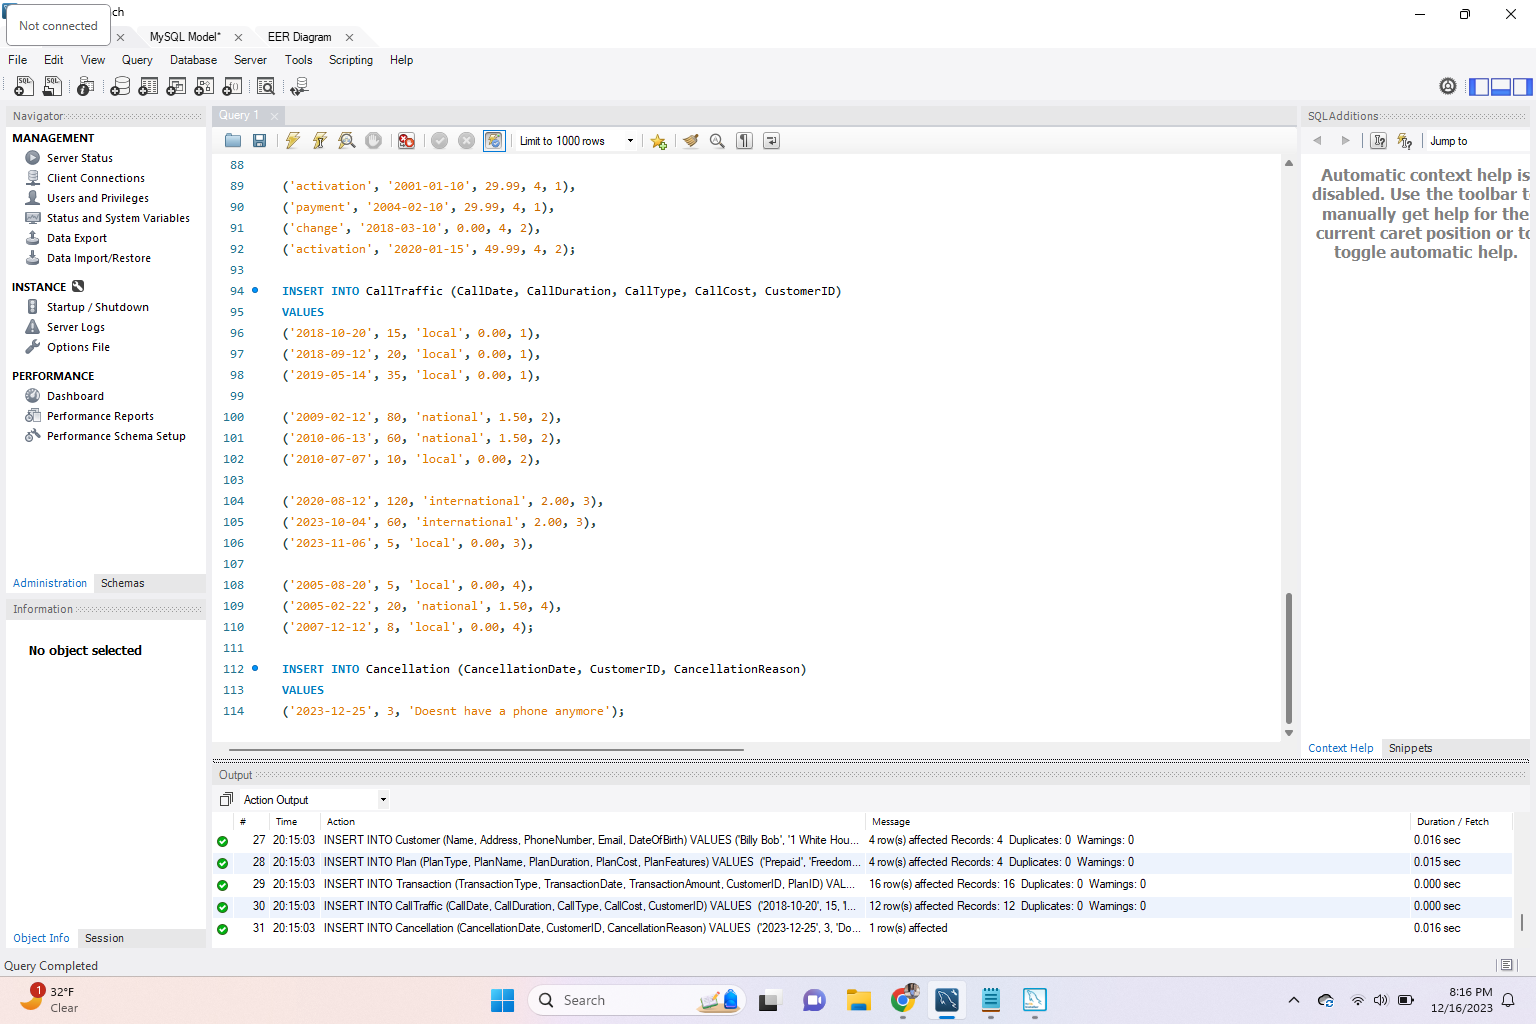 Not connected
ch
MySQL Model*
EER Diagram
File Edit View Query Database Server Tools Scripting Help
Navigator
Query 1
SQLAdditions
MANAGEMENT
Server Status
Client Connections
Users and Privileges
Status and System Variables
Data Export
Data Import/Restore
INSTANCE
Startup / Shutdown
Server Logs
Options File
PERFORMANCE
Dashboard
Performance Reports
Performance Schema Setup
Administration Schemas
Information
No object selected
Object Info Session
Limit to 1000 rows
88
89 ('activation', '2001-01-10', 29.99, 4, 1),
90 ('payment', '2004-02-10', 29.99, 4, 1),
91 ('change', '2018-03-10', 0.00, 4, 2),
92 ('activation', '2020-01-15', 49.99, 4, 2);
93
94 INSERT INTO CallTraffic (CallDate, CallDuration, CallType, CallCost, CustomerID)
95 VALUES
96 ('2018-10-20', 15, 'local', 0.00, 1),
97 ('2018-09-12', 20, 'local', 0.00, 1),
98 ('2019-05-14', 35, 'local', 0.00, 1),
99
100 ('2009-02-12', 80, 'national', 1.50, 2),
101 ('2010-06-13', 60, 'national', 1.50, 2),
102 ('2010-07-07', 10, 'local', 0.00, 2),
103
104 ('2020-08-12', 120, 'international', 2.00, 3),
105 ('2023-10-04', 60, 'international', 2.00, 3),
106 ('2023-11-06', 5, 'local', 0.00, 3),
107
108 ('2005-08-20', 5, 'local', 0.00, 4),
109 ('2005-02-22', 20, 'national', 1.50, 4),
110 ('2007-12-12', 8, 'local', 0.00, 4);
111
112 INSERT INTO Cancellation (CancellationDate, CustomerID, CancellationReason)
113 VALUES
114 ('2023-12-25', 3, 'Doesnt have a phone anymore');
Jump to
Automatic context help is
disabled. Use the toolbar t
manually get help for the
current caret position or to
toggle automatic help.
Context Help Snippets
Output
Action Output
# Time Action Message Duration / Fetch
27 20:15:03 INSERT INTO Customer (Name, Address, PhoneNumber, Email, DateOfBirth) VALUES ('Billy Bob', '1 White Hou... 4 row(s) affected Records: 4 Duplicates: 0 Warnings: 0 0.016 sec
28 20:15:03 INSERT INTO Plan (PlanType, PlanName, PlanDuration, PlanCost, PlanFeatures) VALUES ('Prepaid', 'Freedom... 4 row(s) affected Records: 4 Duplicates: 0 Warnings: 0 0.015 sec
29 20:15:03 INSERT INTO Transaction (TransactionType, TransactionDate, TransactionAmount, CustomerID, PlanID) VAL... 16 row(s) affected Records: 16 Duplicates: 0 Warnings: 0 0.000 sec
30 20:15:03 INSERT INTO CallTraffic (CallDate, CallDuration, CallType, CallCost, CustomerID) VALUES ('2018-10-20', 15, 1... 12 row(s) affected Records: 12 Duplicates: 0 Warnings: 0 0.000 sec
31 20:15:03 INSERT INTO Cancellation (CancellationDate, CustomerID, CancellationReason) VALUES ('2023-12-25', 3, 'Do... 1 row(s) affected 0.016 sec
Query Completed
1
32°F
Clear
Search
8:16 PM
12/16/2023